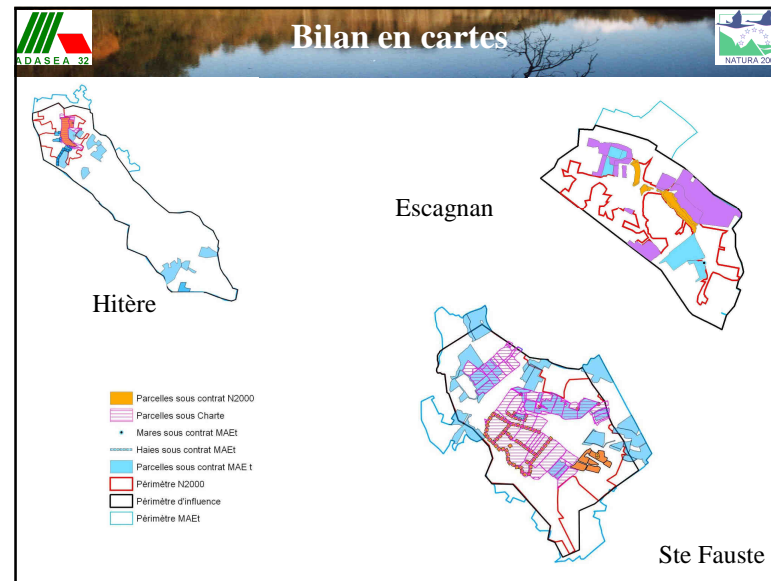 Bilan en cartes
ADASEA 32
NATURA 200
Hitère
Escagnan
Parcelles sous contrat N2000
Parcelles sous Charte
Mares sous contrat MAEt
Haies sous contrat MAEt
Parcelles sous contrat MAE t
Périmètre N2000
Périmètre d'influence
Périmètre MAEt
Ste Fauste